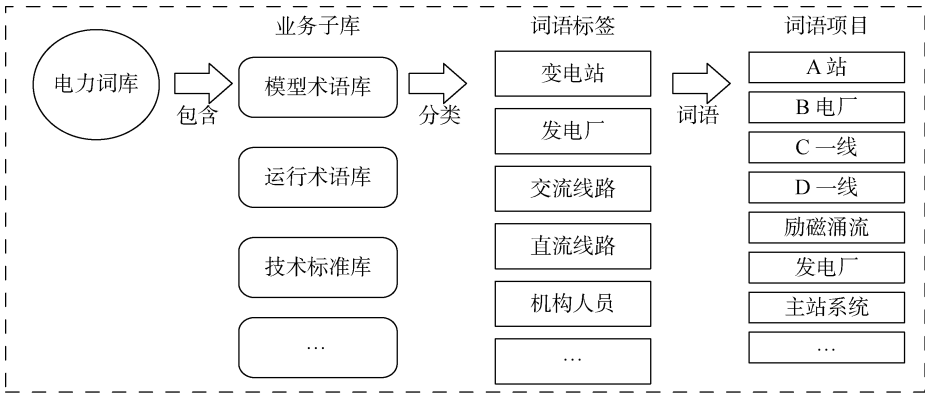 电力词库
包含
业务子库
模型术语库
运行术语库
技术标准库
…
分类
词语标签
变电站
发电厂
交流线路
直流线路
机构人员
…
词语
词语项目
A 站
B 电厂
C 一线
D 一线
励磁涌流
发电厂
主站系统
…